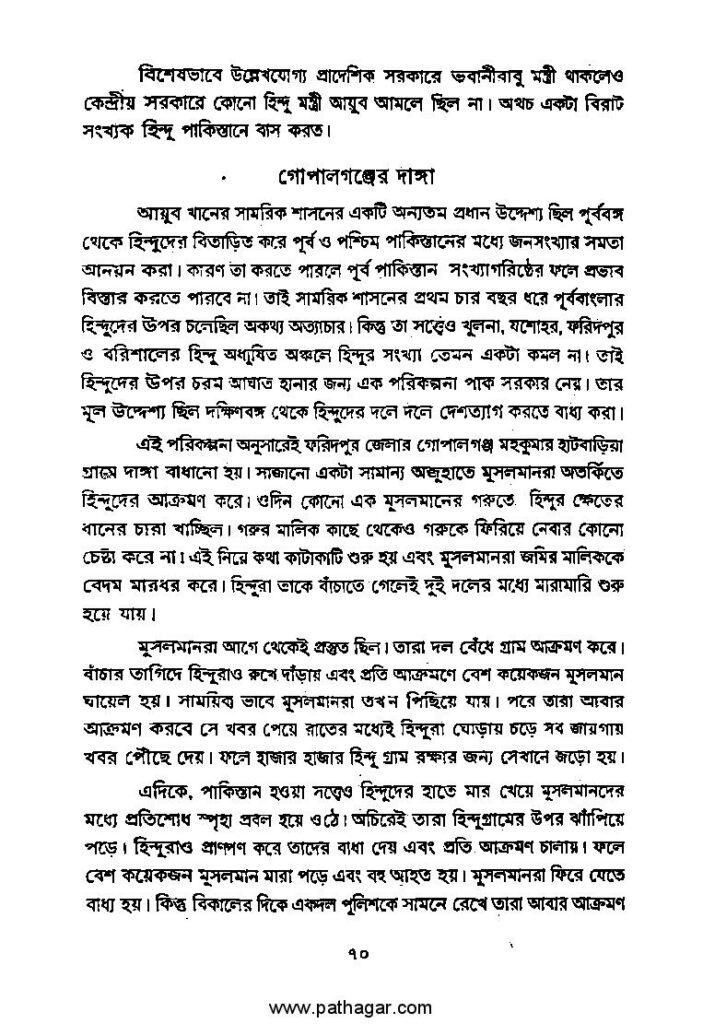 বিশেষভাবে উল্লেখযোগ্য প্রাদেশিক সরকারে ভবানীবাবু মন্ত্রী থাকলেও
কেন্দ্রীয় সরকারে কোনো হিন্দু মন্ত্রী আয়ুব আমলে ছিল না। অথচ একটা বিরাট
সংখ্যক হিন্দু পাকিস্তানে বাস করত।
গোপালগঞ্জের দাঙ্গা
আয়ুব খানের সামরিক শাসনের একটি অন্যতম প্রধান উদ্দেশ্য ছিল পূর্ববঙ্গ
থেকে হিন্দুদের বিতাড়িত করে পূর্ব ও পশ্চিম পাকিস্তানের মধ্যে জনসংখ্যার সমতা
আনয়ন করা। কারণ তা করতে পারলে পূর্ব পাকিস্তান সংখ্যাগরিষ্ঠের ফলে প্রভাব
বিস্তার করতে পারবে না। তাই সামরিক শাসনের প্রথম চার বছর ধরে পূর্ববাংলার
হিন্দুদের উপর চলেছিল অকথ্য অত্যাচার। কিন্তু তা সত্ত্বেও খুলনা, যশোহর, ফরিদপুর
ও বরিশালের হিন্দু অধ্যুষিত অঞ্চলে হিন্দুর সংখ্যা তেমন একটা কমল না। তাই
হিন্দুদের উপর চরম আঘাত হানার জন্য এক পরিকল্পনা পাক সরকার নেয়। তার
মূল উদ্দেশ্য ছিল দক্ষিণবঙ্গ থেকে হিন্দুদের দলে দলে দেশত্যাগ করতে বাধ্য করা।
এই পরিকল্পনা অনুসারেই ফরিদপুর জেলার গোপালগঞ্জ মহকুমার হাটবাড়িয়া
গ্রামে দাঙ্গা বাধানো হয়। সাজানো একটা সামান্য অজুহাতে মুসলমানরা অতর্কিতে
হিন্দুদের আক্রমণ করে। ওদিন কোনো এক মুসলমানের গরুতে হিন্দুর ক্ষেতের
ধানের চারা খাচ্ছিল। গরুর মালিক কাছে থেকেও গরুকে ফিরিয়ে নেবার কোনো
চেষ্টা করে না। এই নিয়ে কথা কাটাকাটি শুরু হয় এবং মুসলমানরা জমির মালিককে
বেদম মারধর করে। হিন্দুরা তাকে বাঁচাতে গেলেই দুই দলের মধ্যে মারামারি শুরু
হয়ে যায়।
মুসলমানরা আগে থেকেই প্রস্তুত ছিল। তারা দল বেঁধে গ্রাম আক্রমণ করে।
বাঁচার তাগিদে হিন্দুরাও রুখে দাঁড়ায় এবং প্রতি আক্রমণে বেশ কয়েকজন মুসলমান
ঘায়েল হয়। সাময়িক ভাবে মুসলমানরা তখন পিছিয়ে যায়। পরে তারা আবার
আক্রমণ করবে সে খবর পেয়ে রাতের মধ্যেই হিন্দুরা ঘোড়ায় চড়ে সব জায়গায়
খবর পৌঁছে দেয়। ফলে হাজার হাজার হিন্দু গ্রাম রক্ষার জন্য সেখানে জড়ো হয়।
এদিকে, পাকিস্তান হওয়া সত্ত্বেও হিন্দুদের হাতে মার খেয়ে মুসলমানদের
মধ্যে প্রতিশোধ স্পৃহা প্রবল হয়ে ওঠে। অচিরেই তারা হিন্দুগ্রামের উপর ঝাঁপিয়ে
পড়ে। হিন্দুরাও প্রাণপণ করে তাদের বাধা দেয় এবং প্রতি আক্রমণ চালায়। ফলে
বেশ কয়েকজন মুসলমান মারা পড়ে এবং বহু আহত হয়। মুসলমানরা ফিরে যেতে
বাধ্য হয়। কিন্তু বিকালের দিকে একদল পুলিশকে সামনে রেখে তারা আবার আক্রমণ
৭০
www.pathagar.com